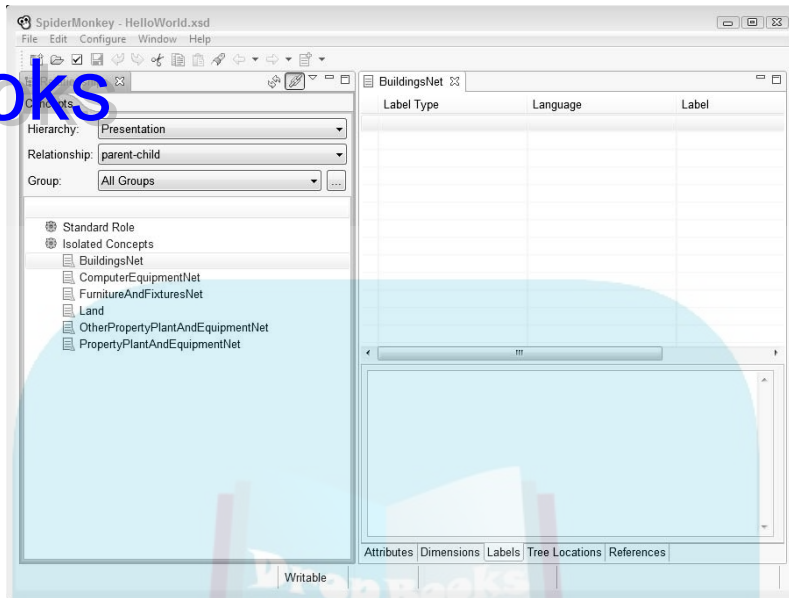 SpiderMonkey - HelloWorld.xsd
File Edit Configure Window Help
ooks
BuildingsNet
Concepts
Label Type Language Label
Hierarchy: Presentation
Relationship: parent-child
Group: All Groups ...
Standard Role
Isolated Concepts
BuildingsNet
ComputerEquipmentNet
FurnitureAndFixturesNet
Land
OtherPropertyPlantAndEquipmentNet
PropertyPlantAndEquipmentNet
Attributes Dimensions Labels Tree Locations References
Writable
DropBooks